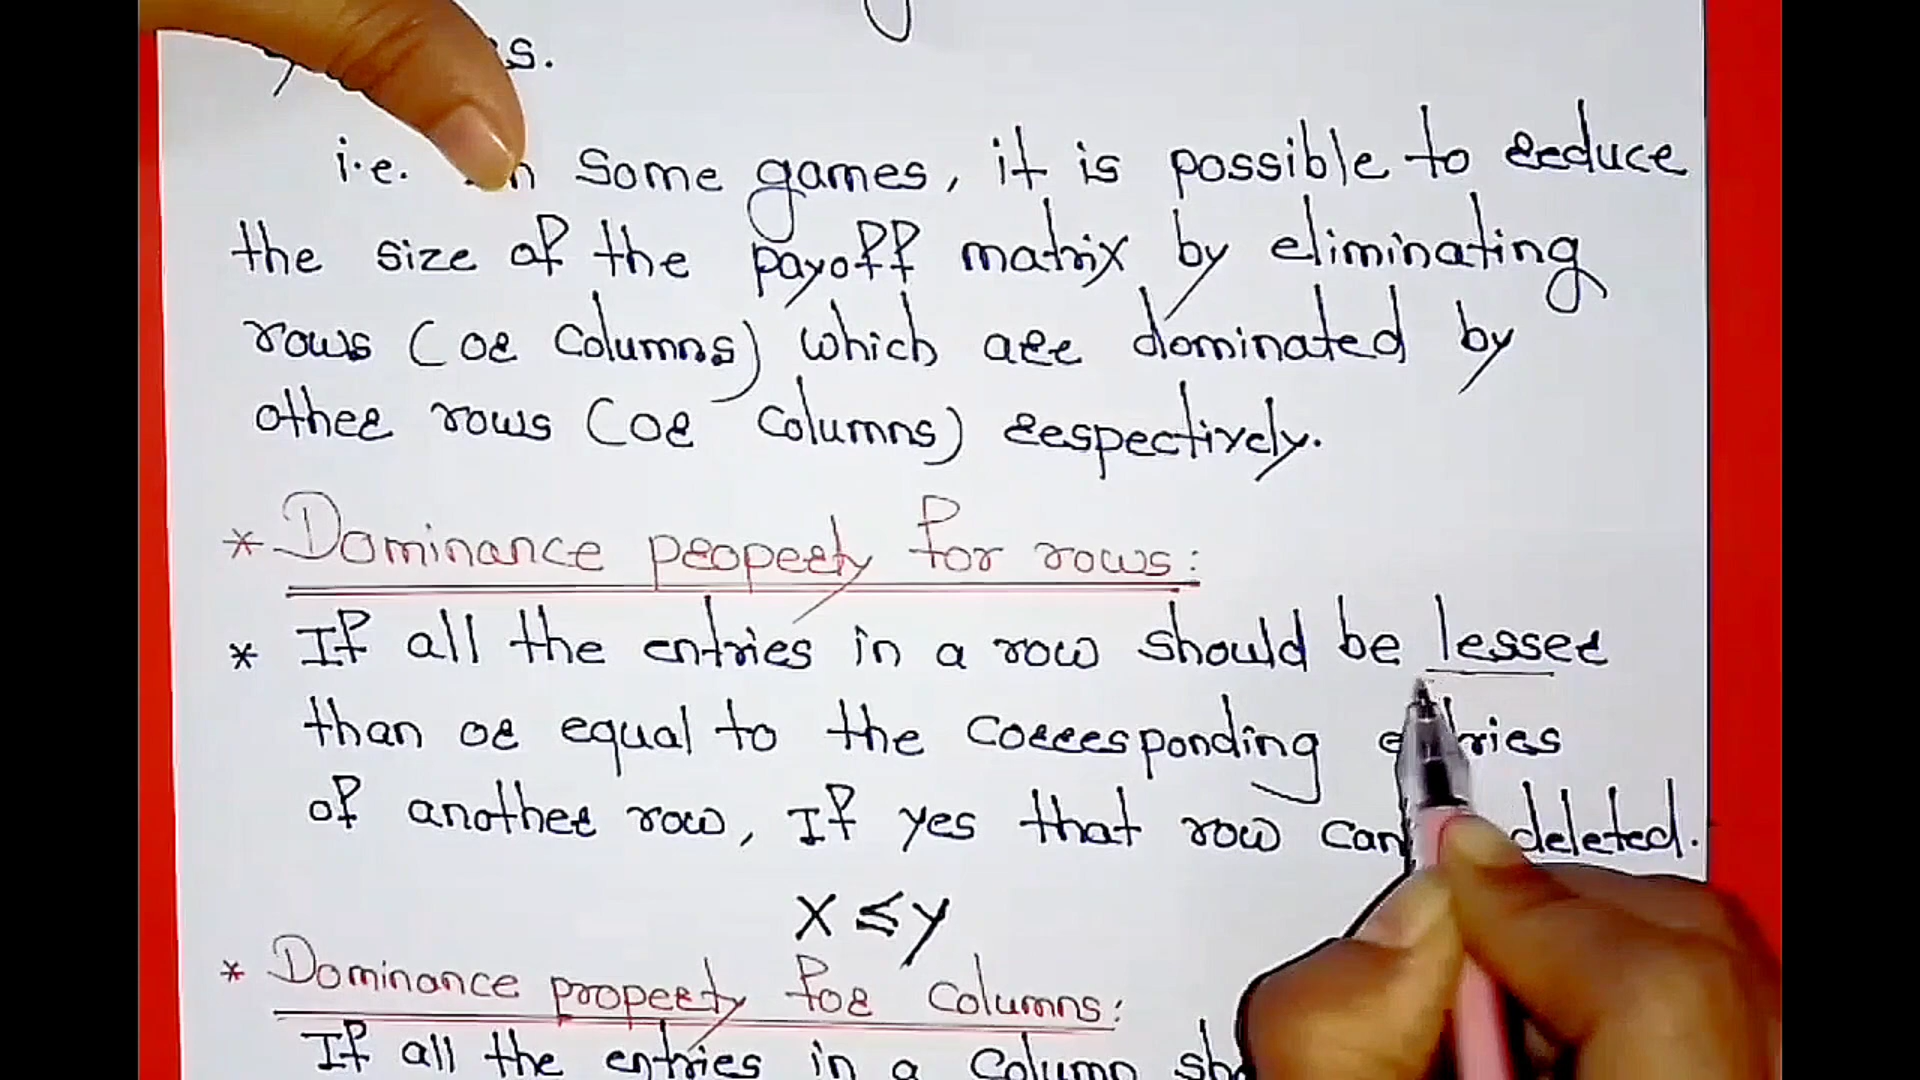 i.e. some games, it is possible to reduce
the size of the payoff matrix by eliminating
rows (or columns) which are dominated by
other rows (or columns) respectively.
* Dominance property for rows:
* If all the entries in a row should be lesser
than or equal to the corresponding entries
of another row, If yes that row can deleted.
X ≤ Y
* Dominance property for columns:
If all the entries in a column